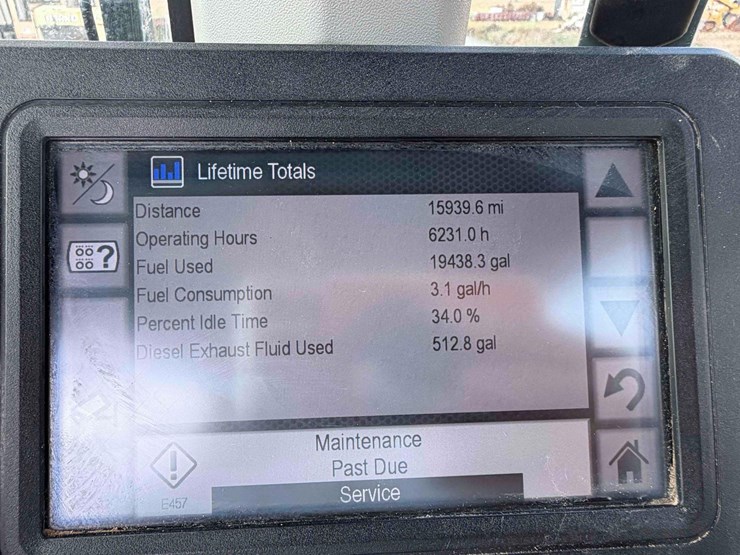 Lifetime Totals
Distance 15939.6 mi
Operating Hours 6231.0 h
Fuel Used 19438.3 gal
Fuel Consumption 3.1 gal/h
Percent Idle Time 34.0 %
Diesel Exhaust Fluid Used 512.8 gal
Maintenance
Past Due
E457 Service